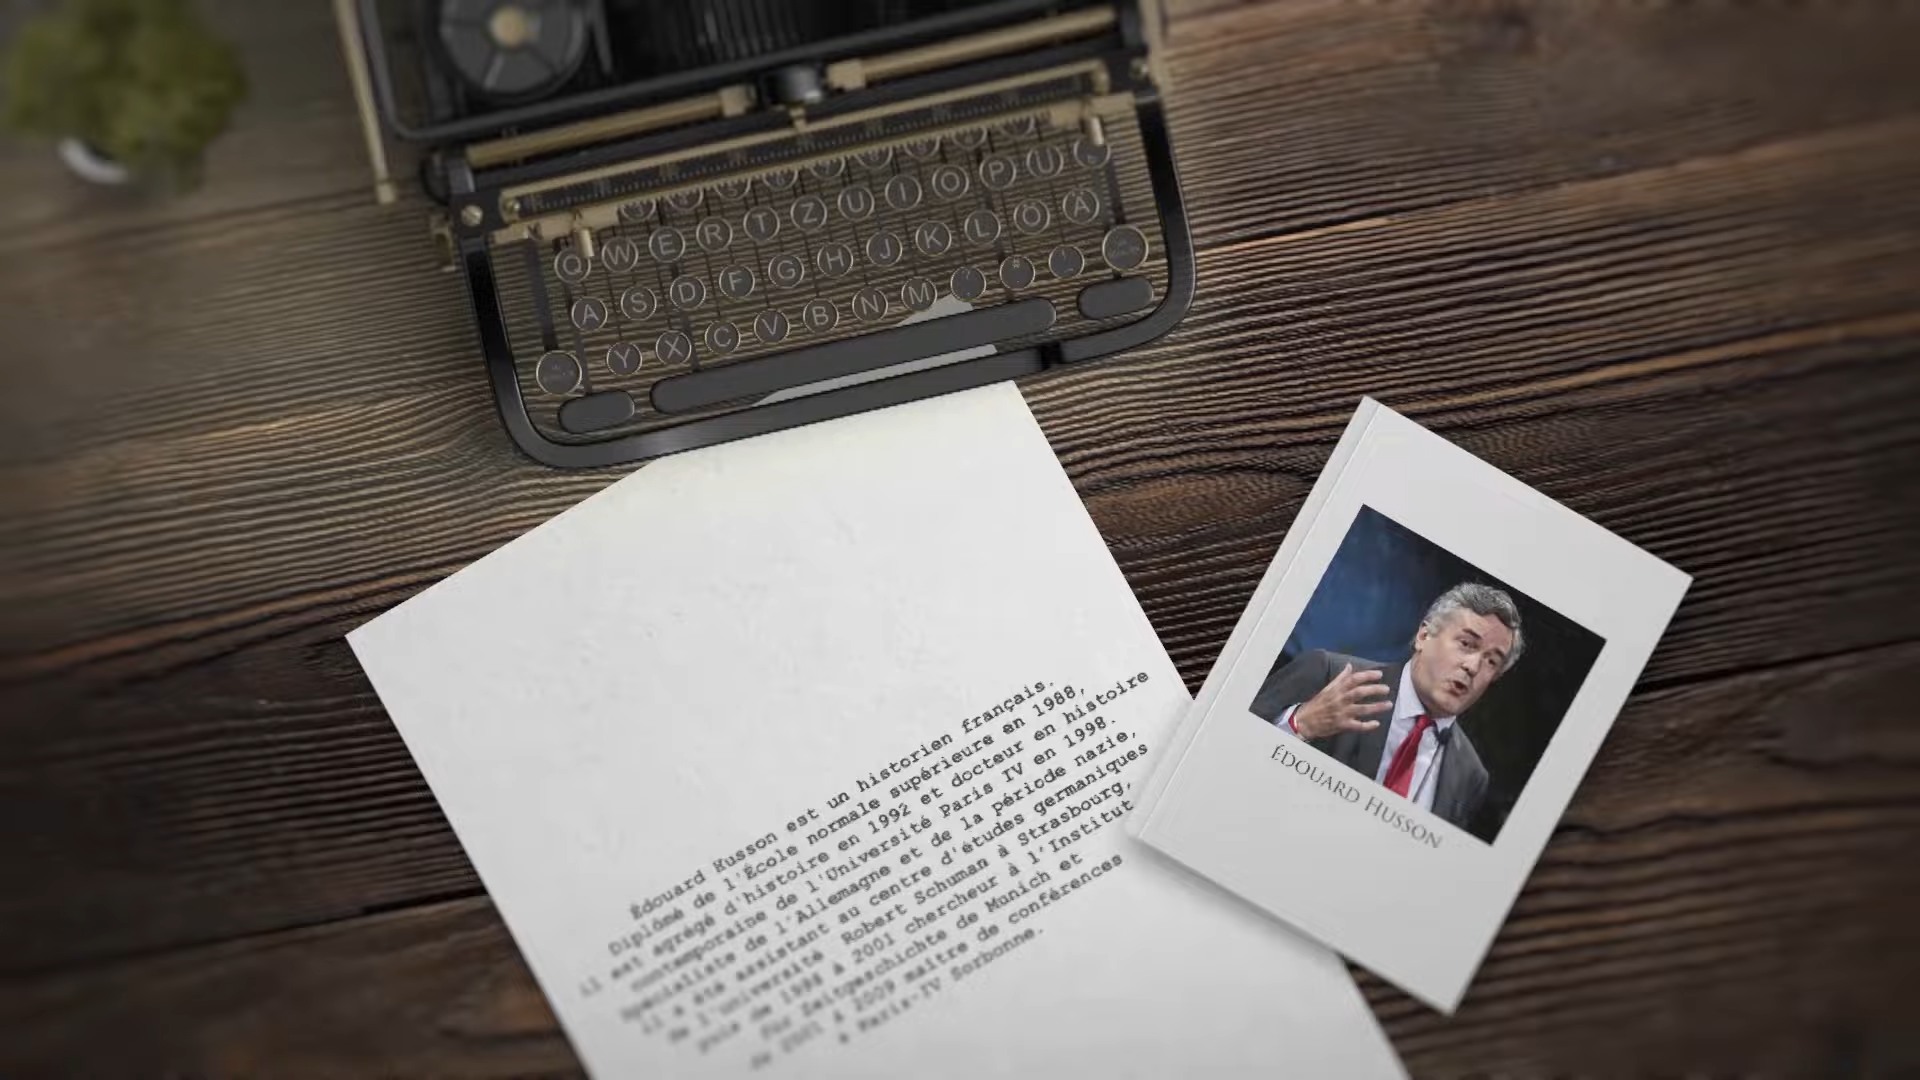 Q W E R T Z U I O P Ü
A S D F G H J K L Ö Ä
Y X C V B N M
Édouard Husson est un historien français.
Diplômé de l'École normale supérieure en 1988,
il est agrégé d'histoire en 1992 et docteur en histoire
contemporaine de l'Université Paris IV en 1998.
Spécialiste de l'Allemagne et de la période nazie,
il a été assistant au centre d'études germaniques
de l'université Robert Schuman à Strasbourg,
puis de 1998 à 2001 chercheur à l'Institut
für Zeitgeschichte de Munich et
de 2001 à 2009 maître de conférences
à Paris-IV Sorbonne.
ÉDOUARD HUSSON